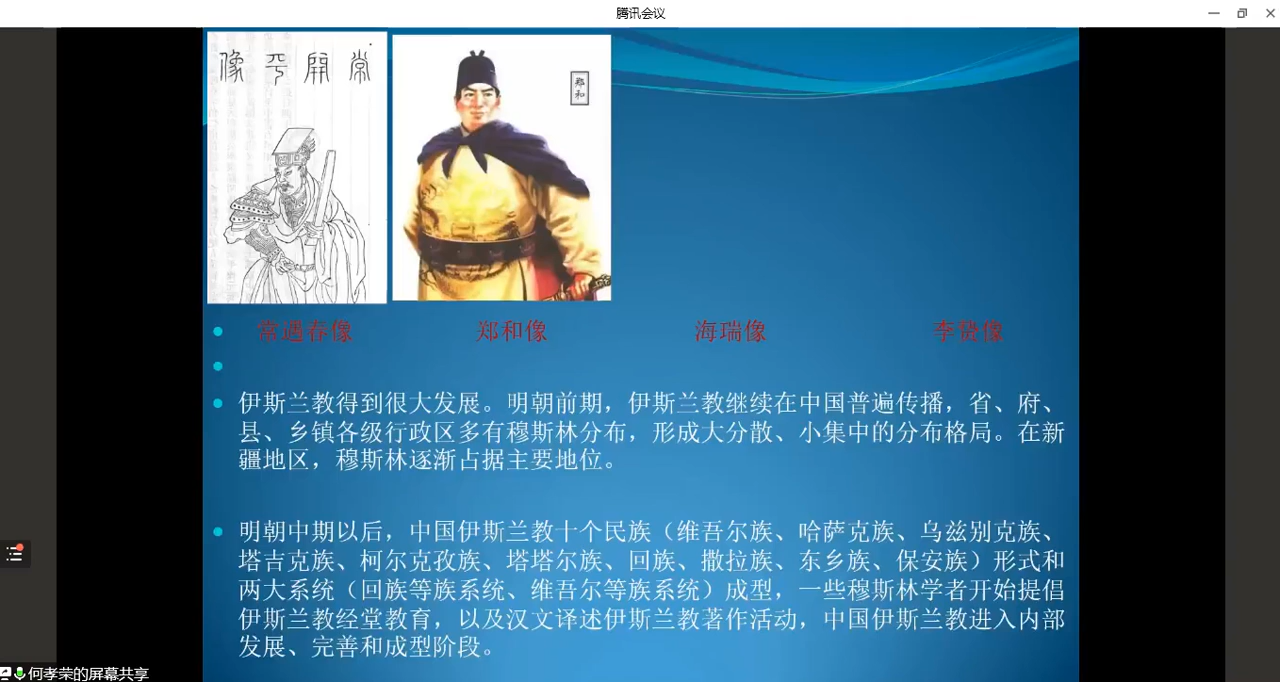 腾讯会议
像平開常
郑和
常遇春像 郑和像 海瑞像 李贽像
伊斯兰教得到很大发展。明朝前期，伊斯兰教继续在中国普遍传播，省、府、
县、乡镇各级行政区多有穆斯林分布，形成大分散、小集中的分布格局。在新
疆地区，穆斯林逐渐占据主要地位。
明朝中期以后，中国伊斯兰教十个民族（维吾尔族、哈萨克族、乌兹别克族、
塔吉克族、柯尔克孜族、塔塔尔族、回族、撒拉族、东乡族、保安族）形式和
两大系统（回族等族系统、维吾尔等族系统）成型，一些穆斯林学者开始提倡
伊斯兰教经堂教育，以及汉文译述伊斯兰教著作活动，中国伊斯兰教进入内部
发展、完善和成型阶段。
何孝荣的屏幕共享